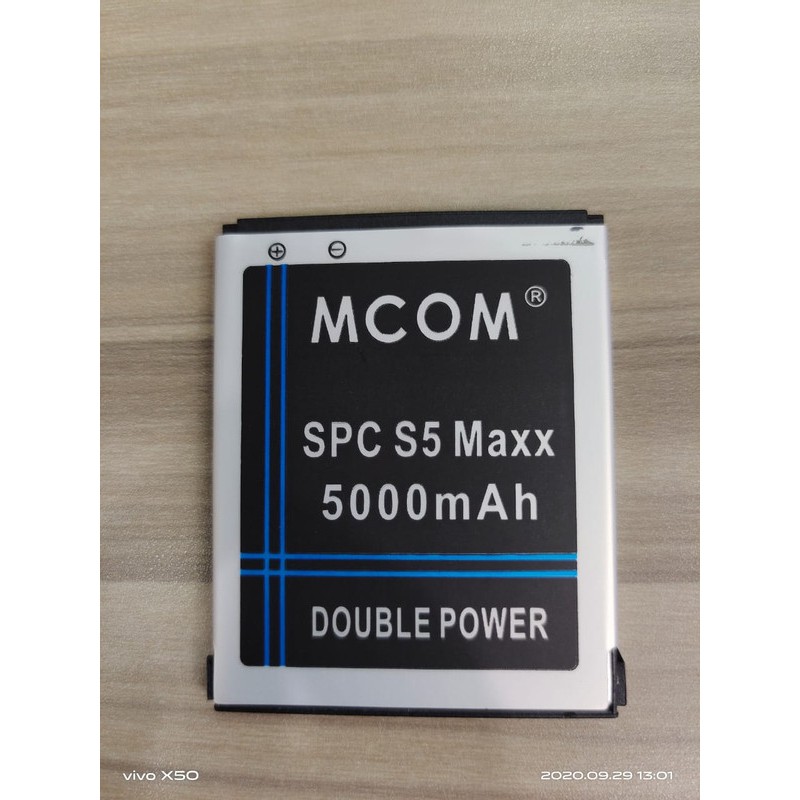 ⊕ ⊖
MCOM®
SPC S5 Maxx
5000mAh
DOUBLE POWER
vivo X50
2020.09.29 13:01